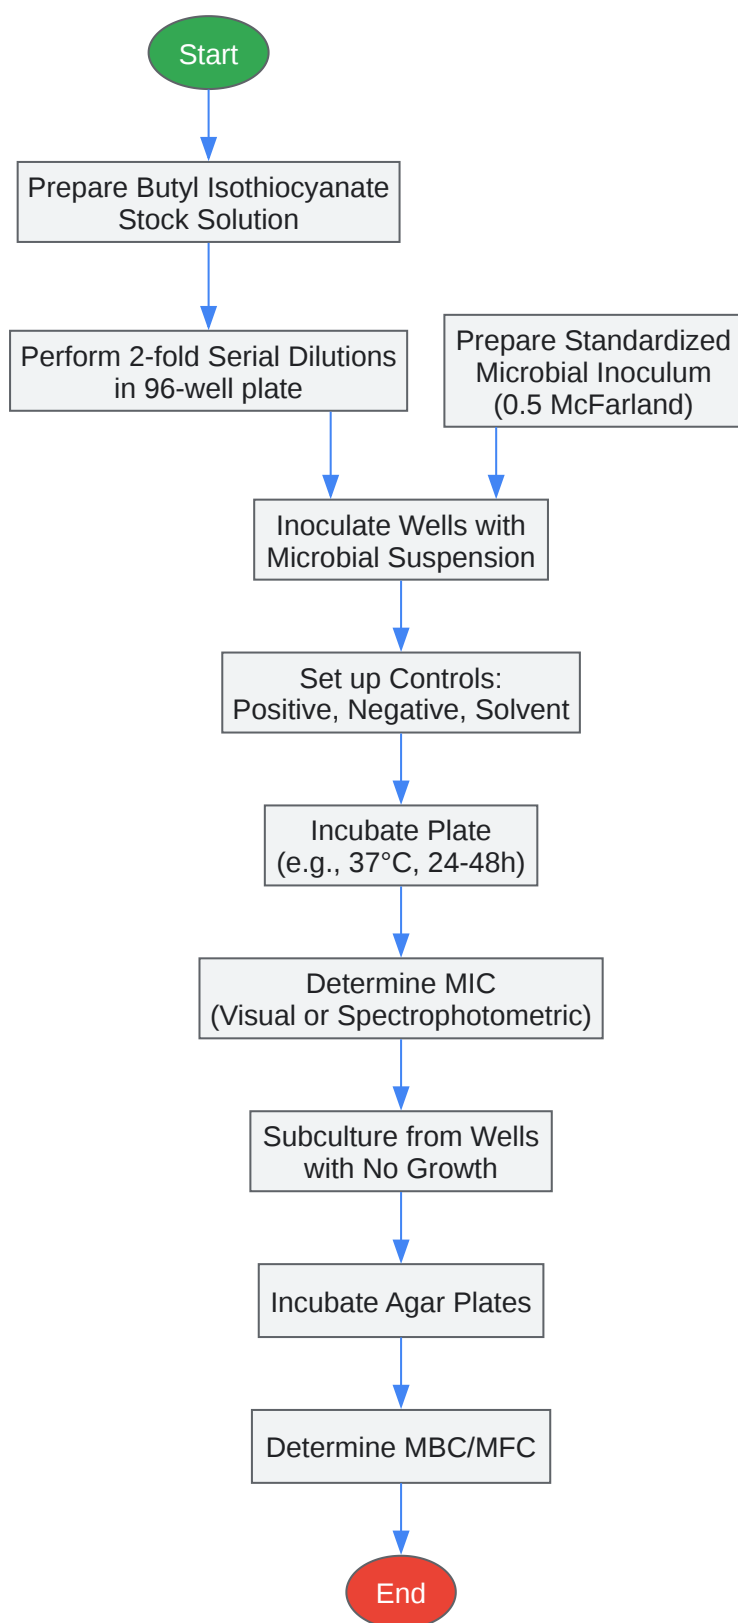 Start
Prepare Butyl Isothiocyanate
Stock Solution
Perform 2-fold Serial Dilutions
in 96-well plate
Prepare Standardized
Microbial Inoculum
(0.5 McFarland)
Inoculate Wells with
Microbial Suspension
Set up Controls:
Positive, Negative, Solvent
Incubate Plate
(e.g., 37°C, 24-48h)
Determine MIC
(Visual or Spectrophotometric)
Subculture from Wells
with No Growth
Incubate Agar Plates
Determine MBC/MFC
End